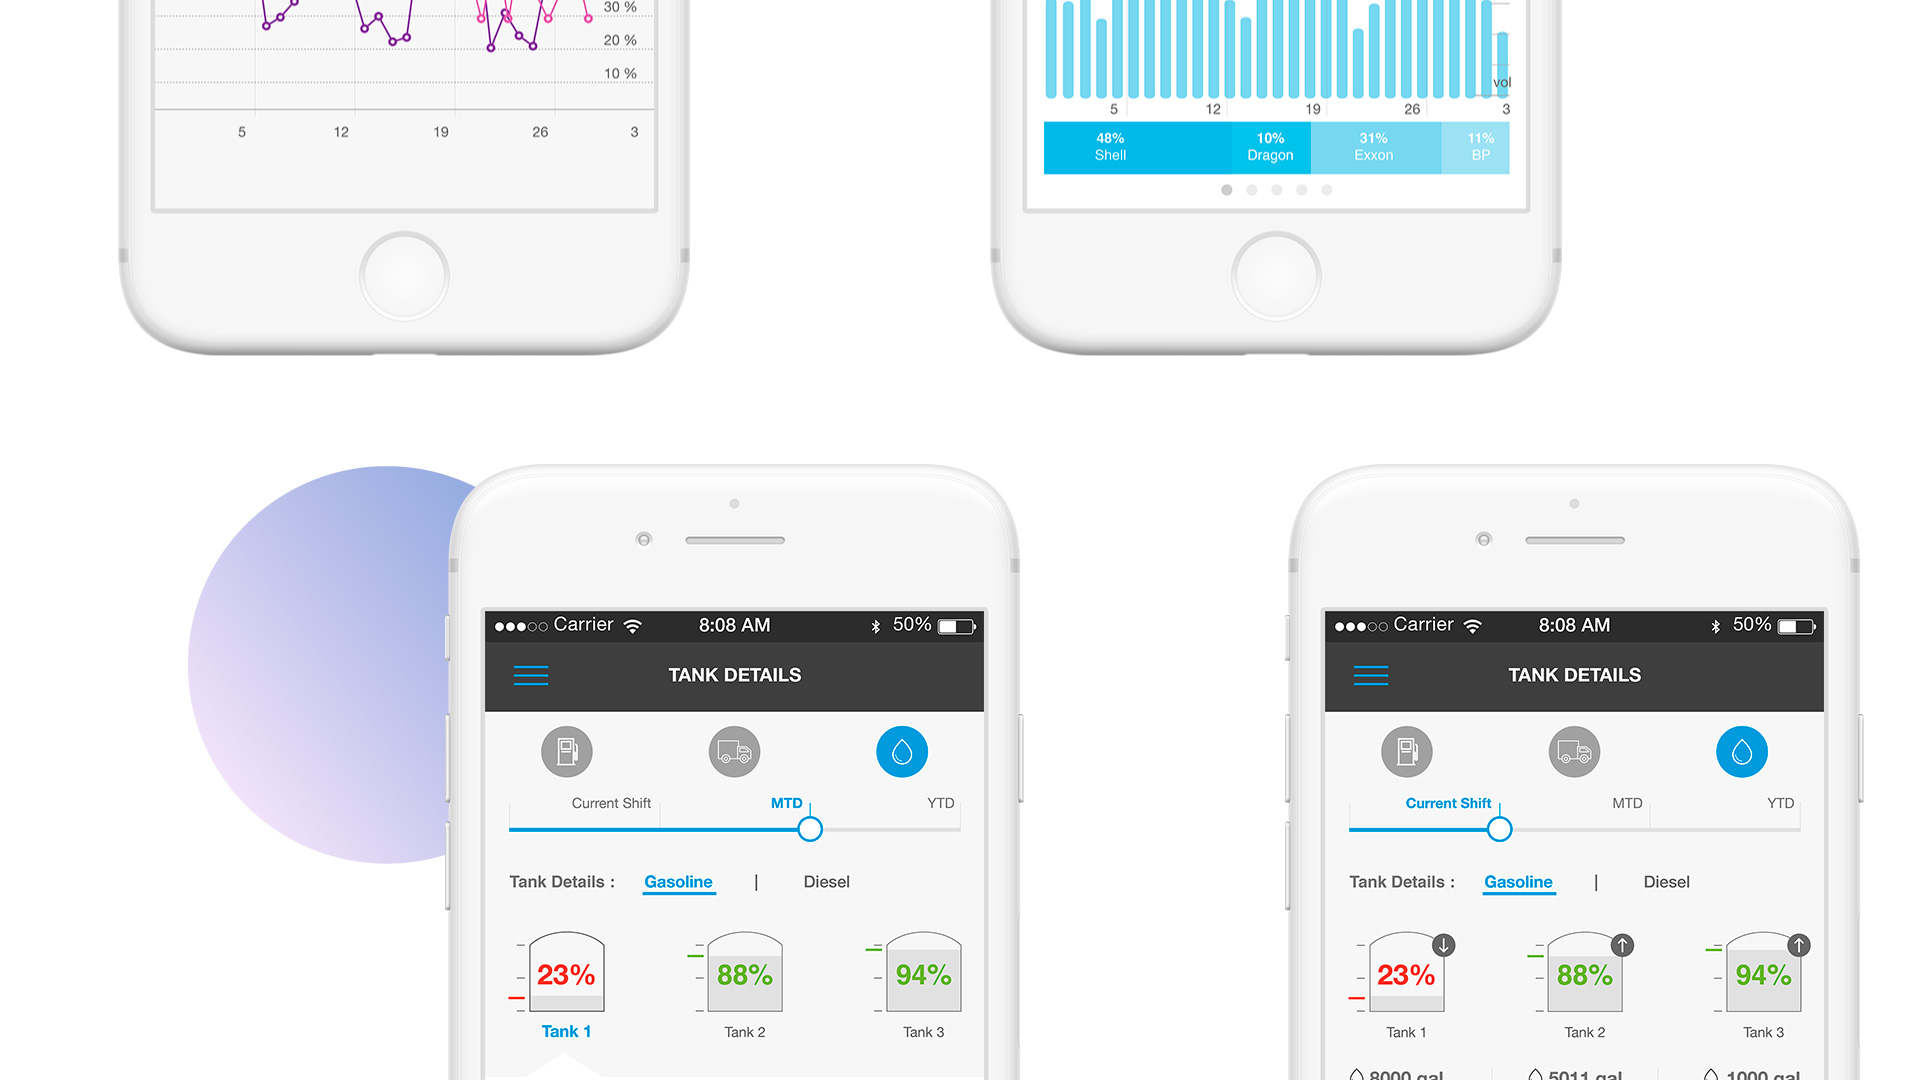 30 %
20 %
10 %
5 12 19 26 3
vol
5 12 19 26 3
48% 10% 31% 11%
Shell Dragon Exxon BP
Carrier 8:08 AM 50%
TANK DETAILS
Current Shift MTD YTD
Tank Details : Gasoline | Diesel
23% 88% 94%
Tank 1 Tank 2 Tank 3
Carrier 8:08 AM 50%
TANK DETAILS
Current Shift MTD YTD
Tank Details : Gasoline | Diesel
23% 88% 94%
Tank 1 Tank 2 Tank 3
8000 gal 5011 gal 1000 gal